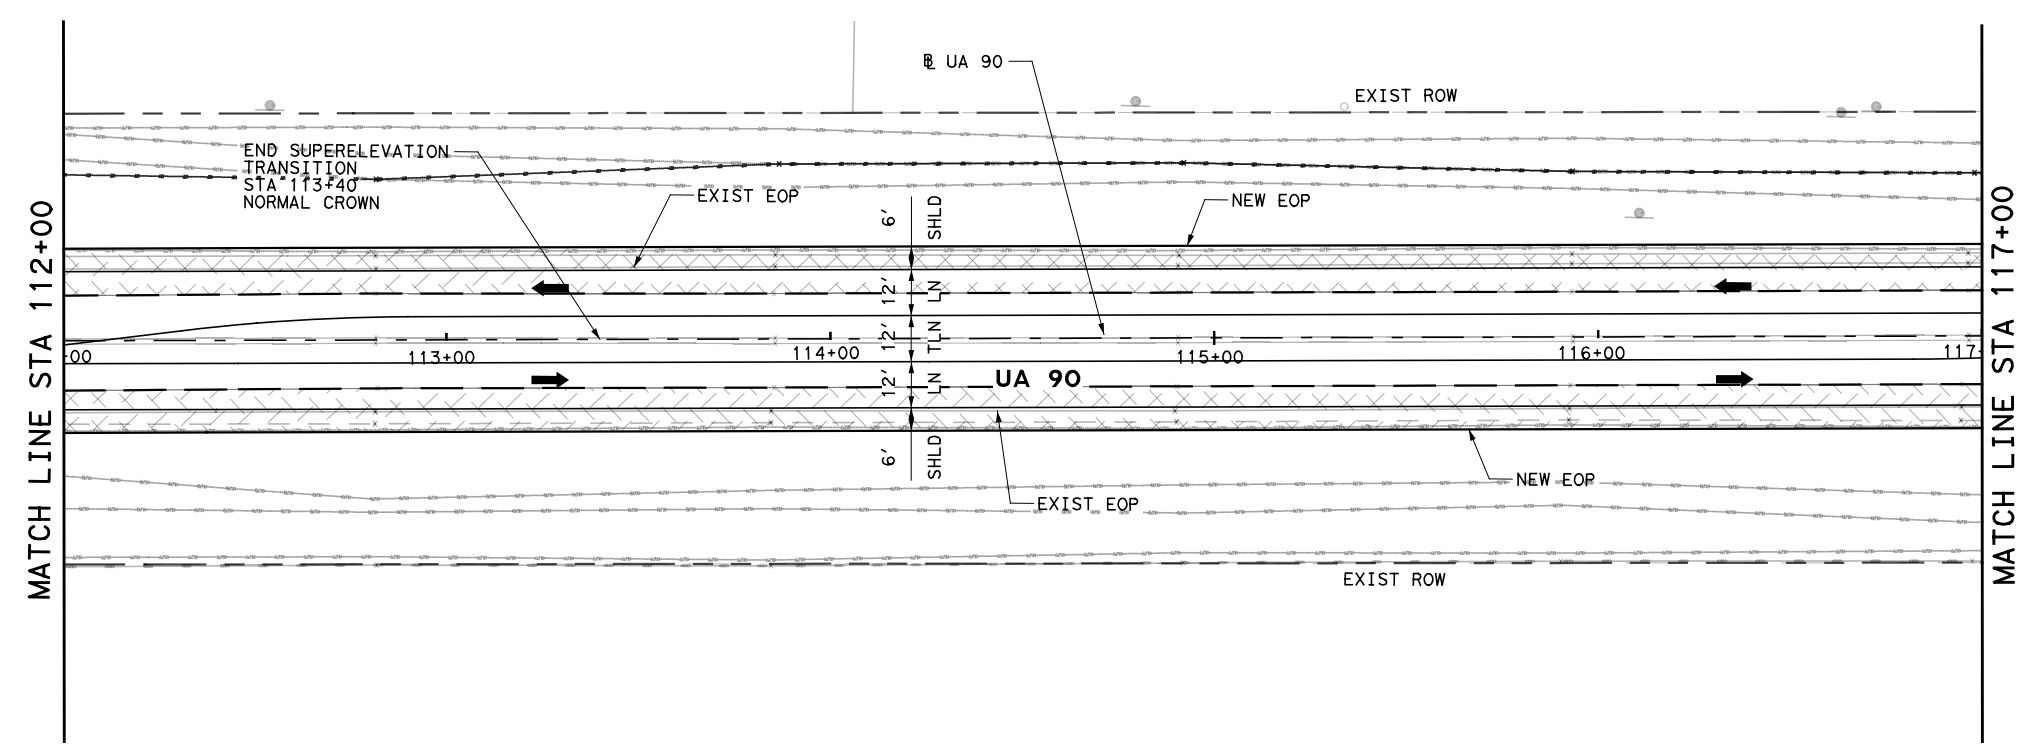 ℄ UA 90
EXIST ROW
END SUPERELEVATION
TRANSITION
STA 113+40
NORMAL CROWN
EXIST EOP
6' SHLD
NEW EOP
12' LN
12' TLN
12' LN
6' SHLD
-00
113+00
114+00
115+00
116+00
117-
UA 90
NEW EOP
EXIST EOP
EXIST ROW
MATCH LINE STA 112+00
MATCH LINE STA 117+00